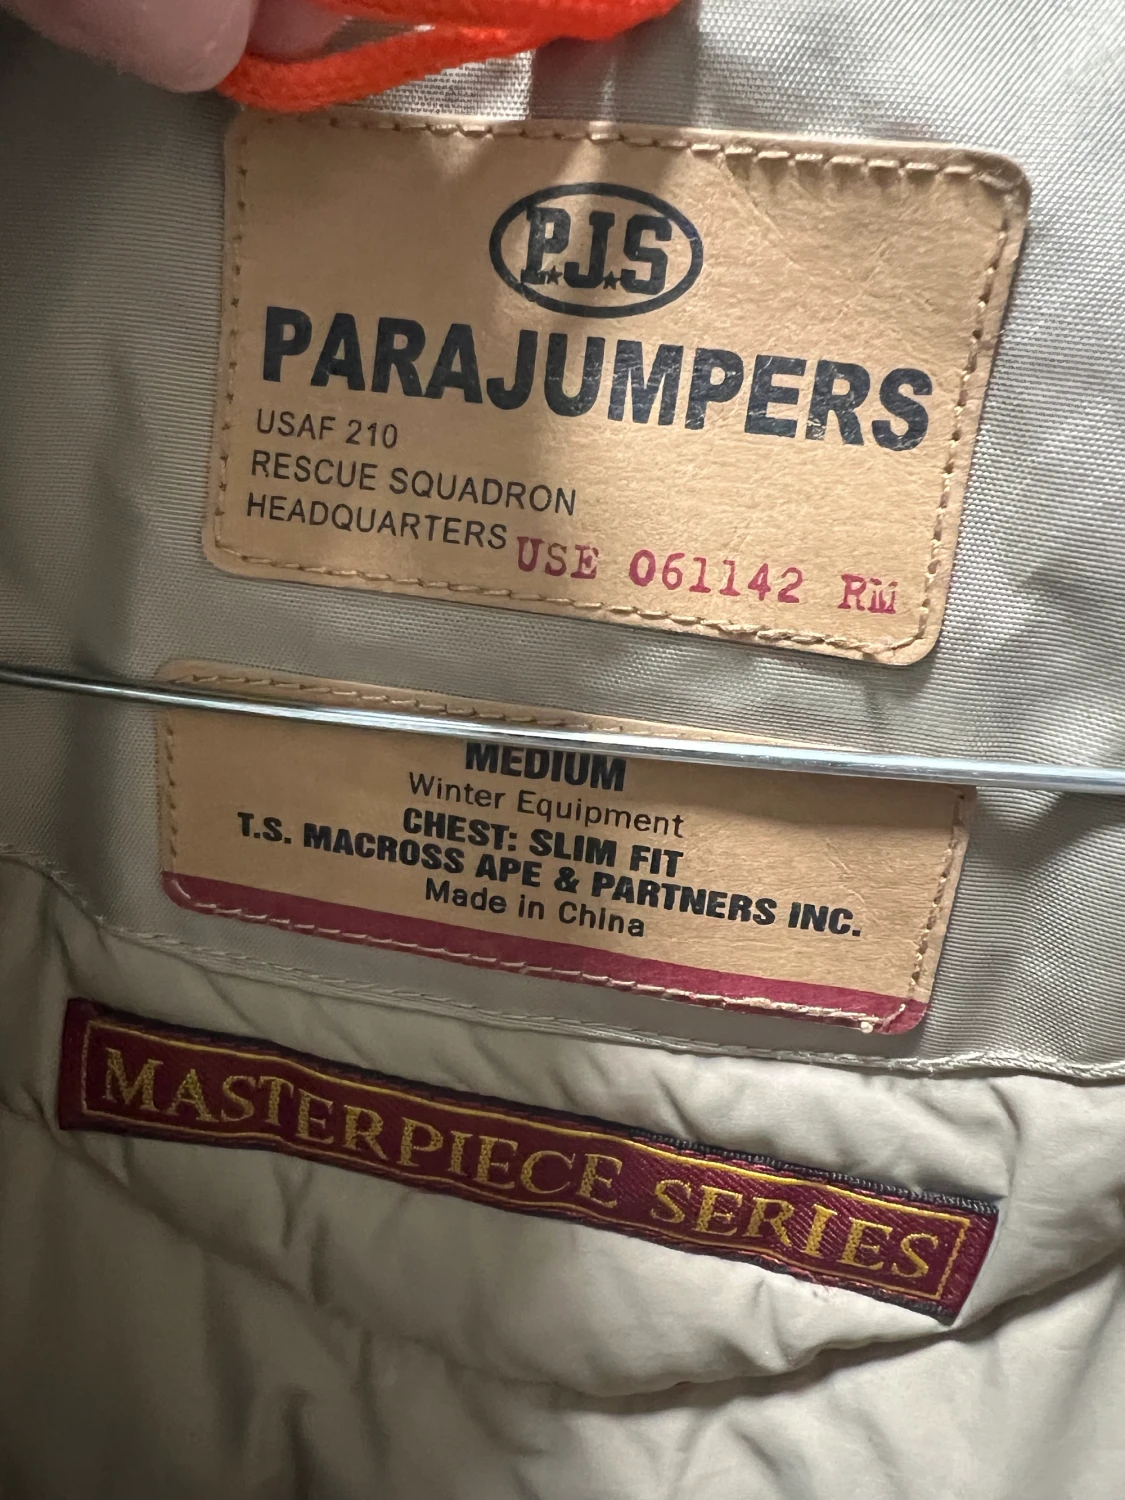 P.J.S
PARAJUMPERS
USAF 210
RESCUE SQUADRON
HEADQUARTERS
USE 061142 RM
MEDIUM
Winter Equipment
CHEST: SLIM FIT
T.S. MACROSS APE & PARTNERS INC.
Made in China
MASTERPIECE SERIES